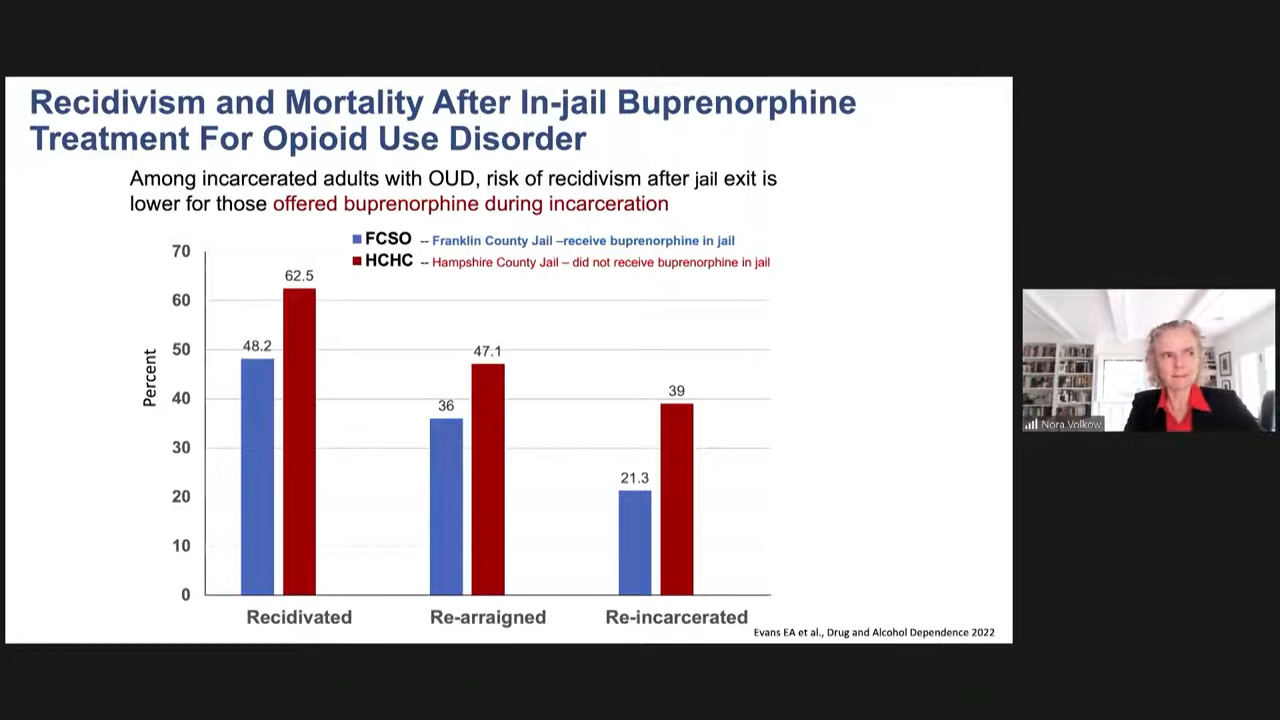 Recidivism and Mortality After In-jail Buprenorphine
Treatment For Opioid Use Disorder
Among incarcerated adults with OUD, risk of recidivism after jail exit is
lower for those offered buprenorphine during incarceration
FCSO -- Franklin County Jail –receive buprenorphine in jail
HCHC -- Hampshire County Jail – did not receive buprenorphine in jail
Percent
70
60
50
40
30
20
10
0
48.2
62.5
36
47.1
21.3
39
Recidivated
Re-arraigned
Re-incarcerated
Evans EA et al., Drug and Alcohol Dependence 2022
Nora Volkow